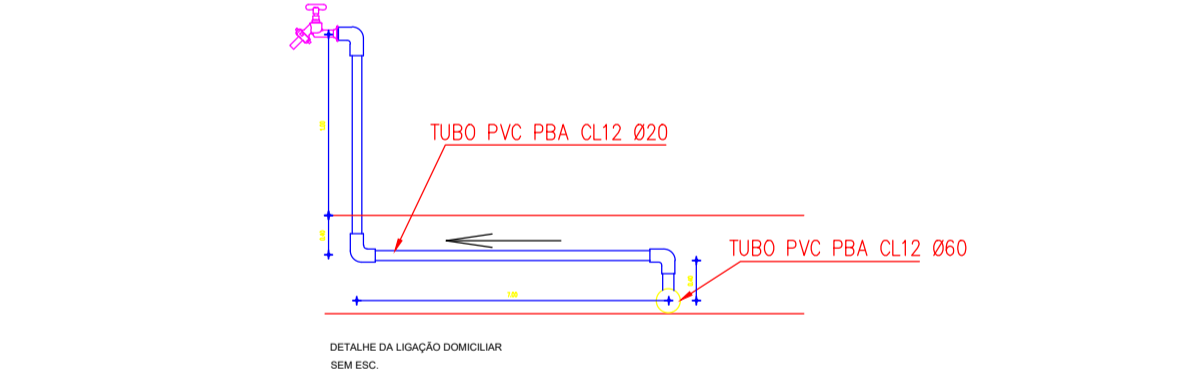 TUBO PVC PBA CL12 Ø20
TUBO PVC PBA CL12 Ø60
DETALHE DA LIGAÇÃO DOMICILIAR
SEM ESC.